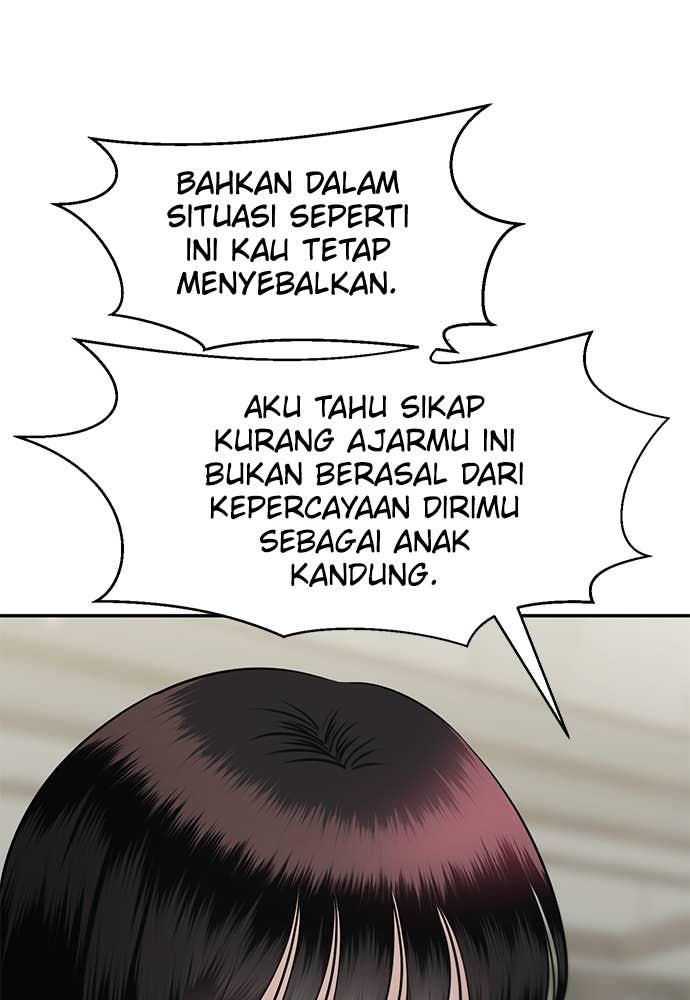 BAHKAN DALAM
SITUASI SEPERTI
INI KAU TETAP
MENYEBALKAN.
AKU TAHU SIKAP
KURANG AJARMU INI
BUKAN BERASAL DARI
KEPERCAYAAN DIRIMU
SEBAGAI ANAK
KANDUNG.